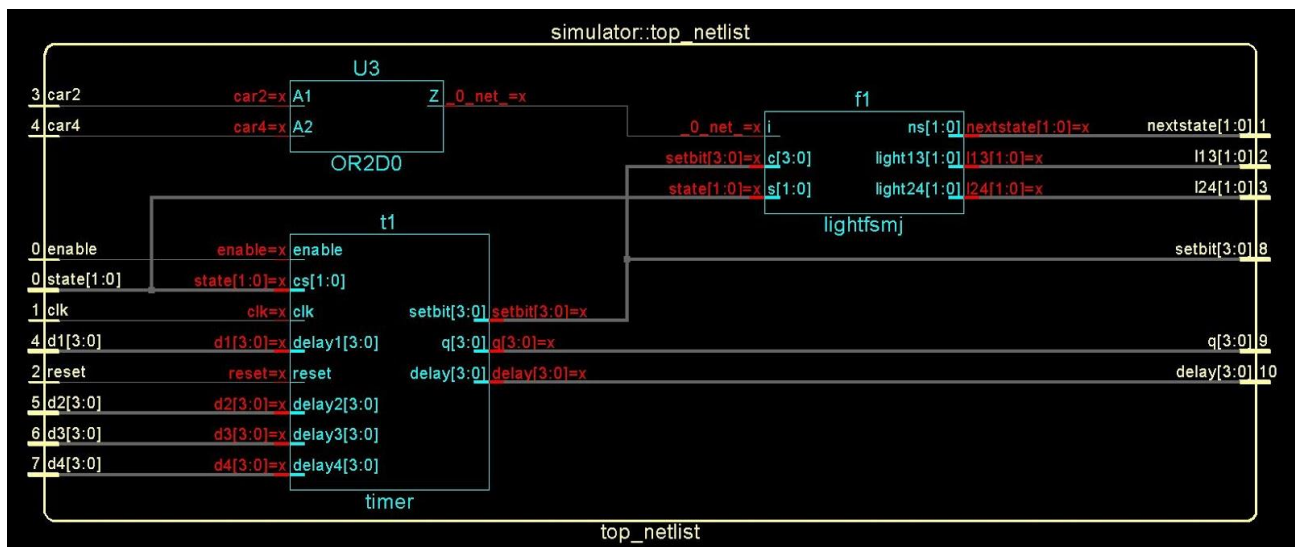 simulator::top_netlist
U3
3 car2 car2=x A1 Z _0_net_=x
f1
4 car4 car4=x A2 _0_net_=x i ns[1:0] nextstate[1:0]=x nextstate[1:0] 1
OR2D0 setbit[3:0]=x c[3:0] light13[1:0] l13[1:0]=x l13[1:0] 2
state[1:0]=x s[1:0] light24[1:0] l24[1:0]=x l24[1:0] 3
t1 lightfsmj
0 enable enable=x enable setbit[3:0] 8
0 state[1:0] state[1:0]=x cs[1:0]
1 clk clk=x clk setbit[3:0] setbit[3:0]=x
4 d1[3:0] d1[3:0]=x delay1[3:0] q[3:0] q[3:0]=x q[3:0] 9
2 reset reset=x reset delay[3:0] delay[3:0]=x delay[3:0] 10
5 d2[3:0] d2[3:0]=x delay2[3:0]
6 d3[3:0] d3[3:0]=x delay3[3:0]
7 d4[3:0] d4[3:0]=x delay4[3:0]
timer
top_netlist